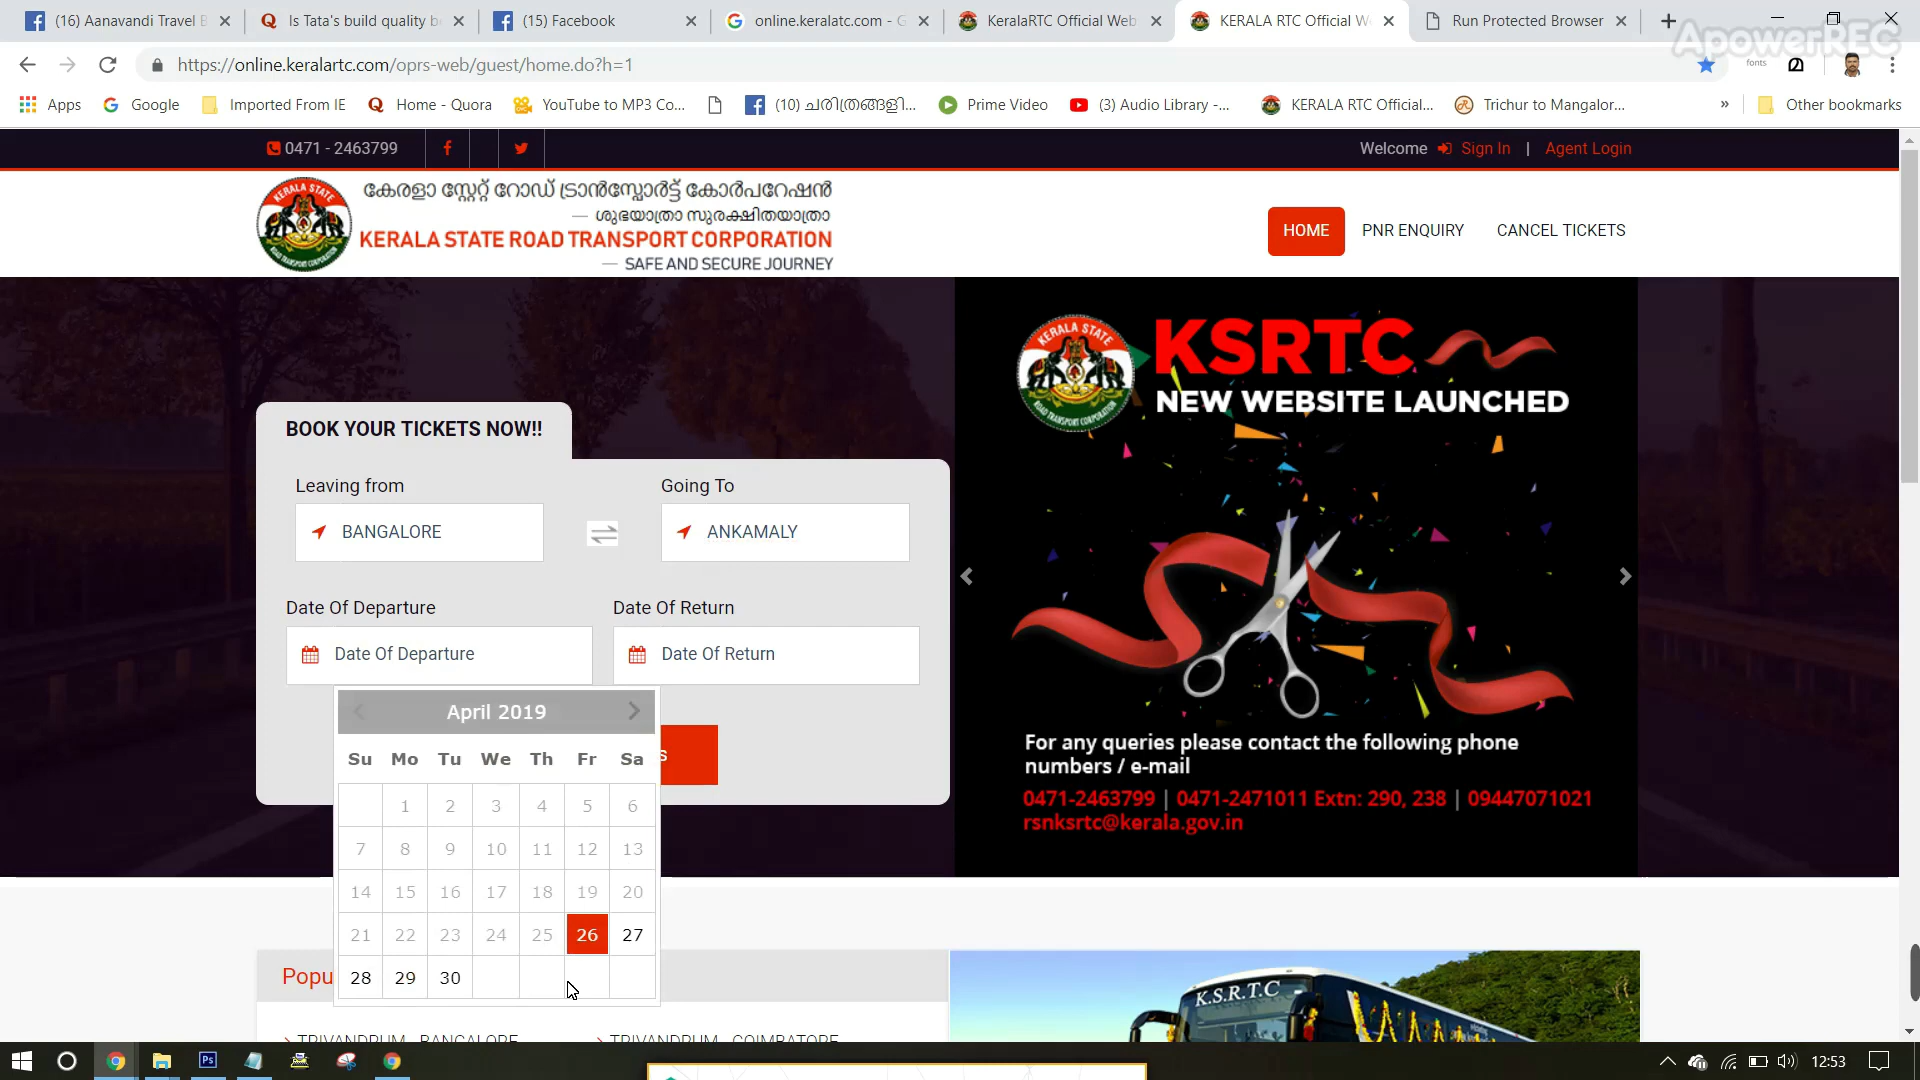 (16) Aanavandi Travel B
Is Tata's build quality b
(15) Facebook
online.keralatc.com - G
KeralaRTC Official Web
KERALA RTC Official W
Run Protected Browser
ApowerREC
https://online.keralartc.com/oprs-web/guest/home.do?h=1
fonts
Apps
Google
Imported From IE
Home - Quora
YouTube to MP3 Co...
(10) ചരിത്രങ്ങളി...
Prime Video
(3) Audio Library -...
KERALA RTC Official...
Trichur to Mangalor...
»
Other bookmarks
0471 - 2463799
Welcome Sign In | Agent Login
കേരളാ സ്റ്റേറ്റ് റോഡ് ട്രാൻസ്പോർട്ട് കോർപറേഷൻ
— ശുഭയാത്രാ സുരക്ഷിതയാത്രാ
KERALA STATE ROAD TRANSPORT CORPORATION
— SAFE AND SECURE JOURNEY
HOME
PNR ENQUIRY
CANCEL TICKETS
KSRTC
NEW WEBSITE LAUNCHED
BOOK YOUR TICKETS NOW!!
Leaving from
Going To
BANGALORE
ANKAMALY
Date Of Departure
Date Of Return
Date Of Departure
Date Of Return
April 2019
Su Mo Tu We Th Fr Sa
1 2 3 4 5 6
7 8 9 10 11 12 13
14 15 16 17 18 19 20
21 22 23 24 25 26 27
28 29 30
S
For any queries please contact the following phone
numbers / e-mail
0471-2463799 | 0471-2471011 Extn: 290, 238 | 09447071021
rsnksrtc@kerala.gov.in
Popu
K.S.R.T.C
TRIVANDRUM - BANGALORE
TRIVANDRUM - COIMBATORE
12:53